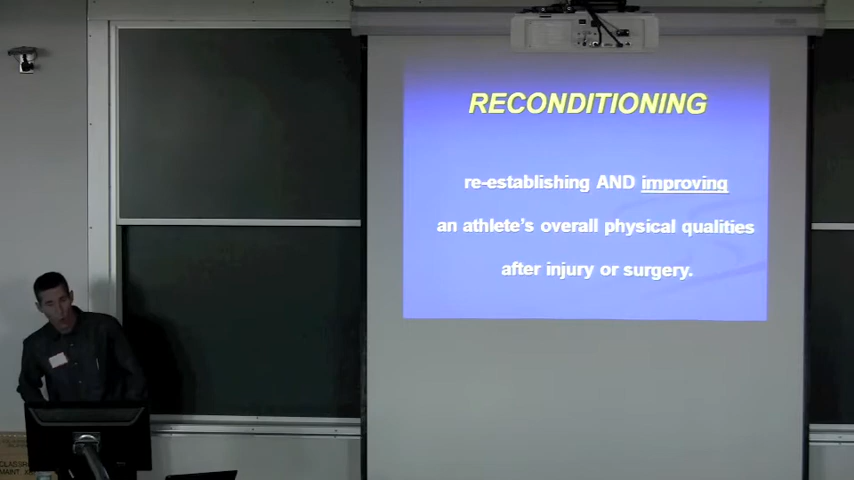 RECONDITIONING
re-establishing AND improving
an athlete's overall physical qualities
after injury or surgery.